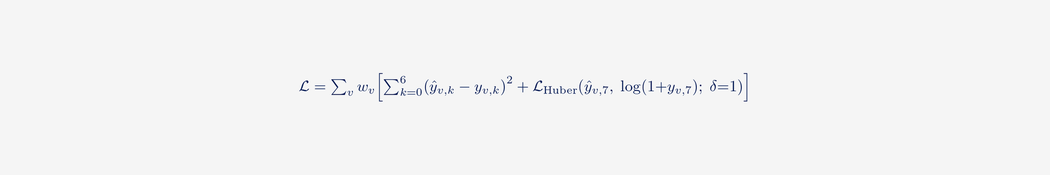 ℒ = ∑_v w_v [∑_{k=0}^{6} (ŷ_{v,k} − y_{v,k})² + ℒ_Huber(ŷ_{v,7}, log(1+y_{v,7}); δ=1)]